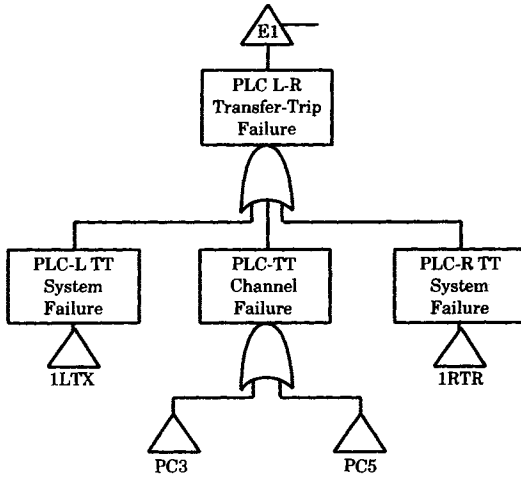 E1
PLC L-R
Transfer-Trip
Failure
PLC-L TT
System
Failure
PLC-TT
Channel
Failure
PLC-R TT
System
Failure
1LTX
1RTR
PC3
PC5